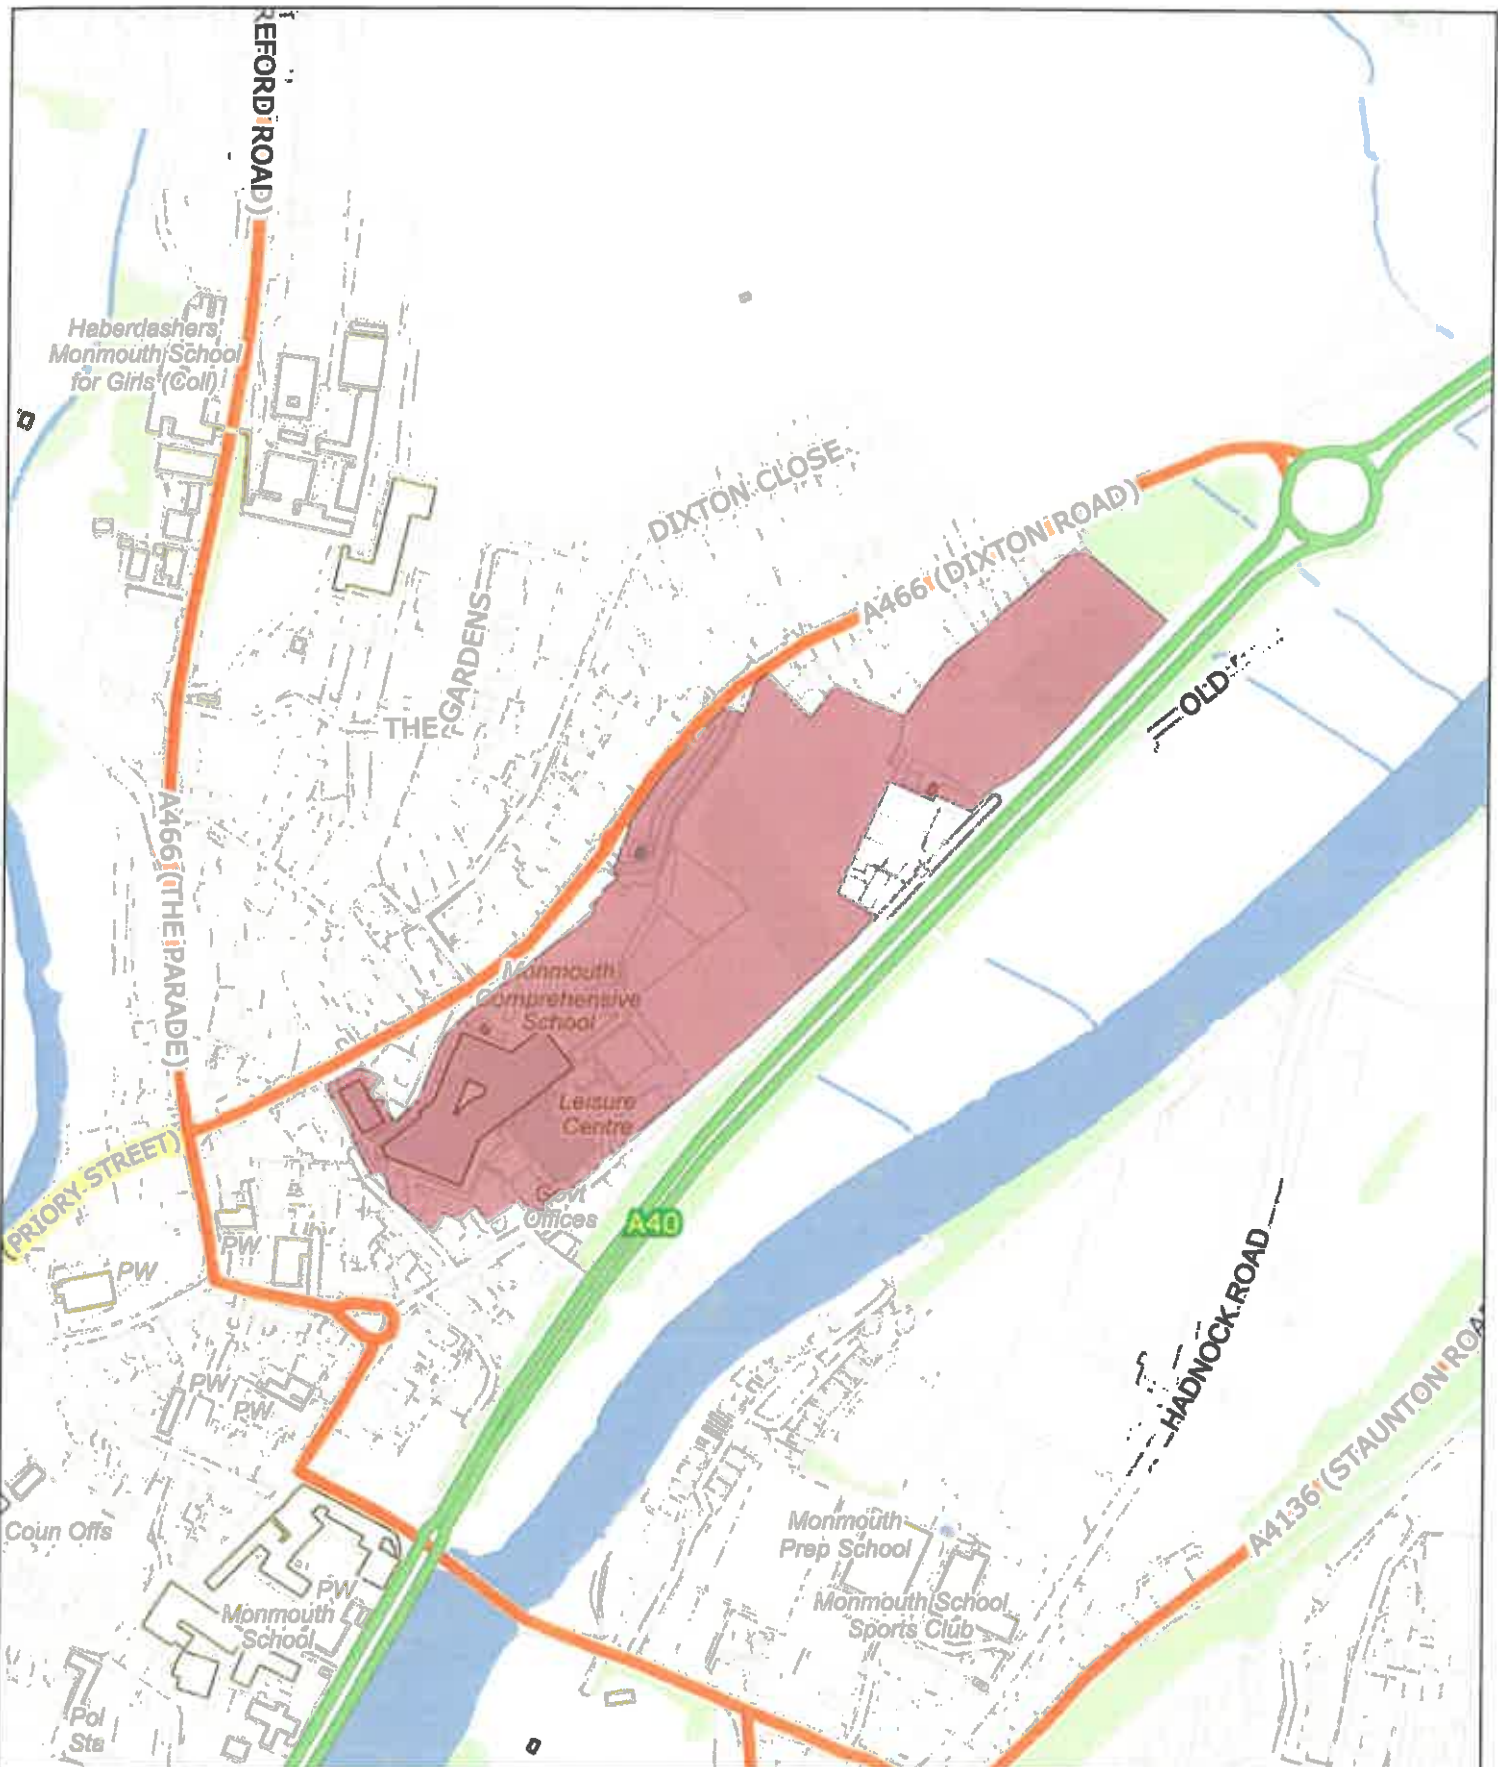 REFORD ROAD)
Haberdashers'
Monmouth School
for Girls (Coll)
DIXTON CLOSE
A466 (DIXTON ROAD)
THE GARDENS
OLD
A466 (THE PARADE)
Monmouth
Comprehensive
School
Leisure
Centre
(PRIORY STREET)
Govt
Offices
A40
PW
PW
HADNOCK ROAD
PW
PW
A4136 (STAUNTON ROA
Coun Offs
Monmouth
Prep School
PW
Monmouth
School
Monmouth School
Sports Club
Pol
Sta